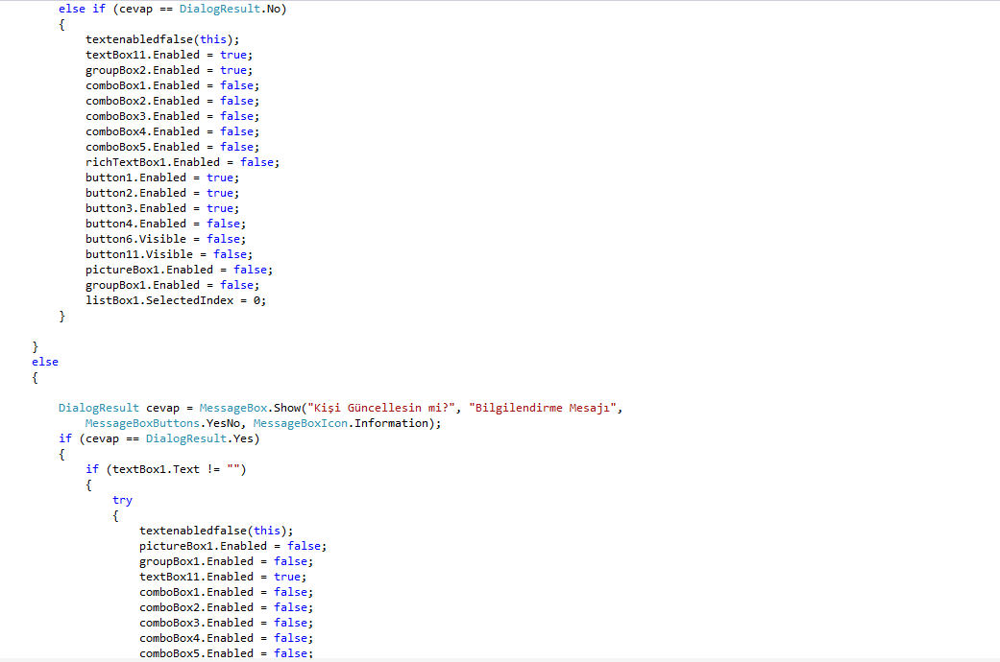 else if (cevap == DialogResult.No)
{
textenabledfalse(this);
textBox11.Enabled = true;
groupBox2.Enabled = true;
comboBox1.Enabled = false;
comboBox2.Enabled = false;
comboBox3.Enabled = false;
comboBox4.Enabled = false;
comboBox5.Enabled = false;
richTextBox1.Enabled = false;
button1.Enabled = true;
button2.Enabled = true;
button3.Enabled = true;
button4.Enabled = false;
button6.Visible = false;
button11.Visible = false;
pictureBox1.Enabled = false;
groupBox1.Enabled = false;
listBox1.SelectedIndex = 0;
}
}
else
{
DialogResult cevap = MessageBox.Show("Kişi Güncellesin mi?", "Bilgilendirme Mesajı",
MessageBoxButtons.YesNo, MessageBoxIcon.Information);
if (cevap == DialogResult.Yes)
{
if (textBox1.Text != "")
{
try
{
textenabledfalse(this);
pictureBox1.Enabled = false;
groupBox1.Enabled = false;
textBox11.Enabled = true;
comboBox1.Enabled = false;
comboBox2.Enabled = false;
comboBox3.Enabled = false;
comboBox4.Enabled = false;
comboBox5.Enabled = false;